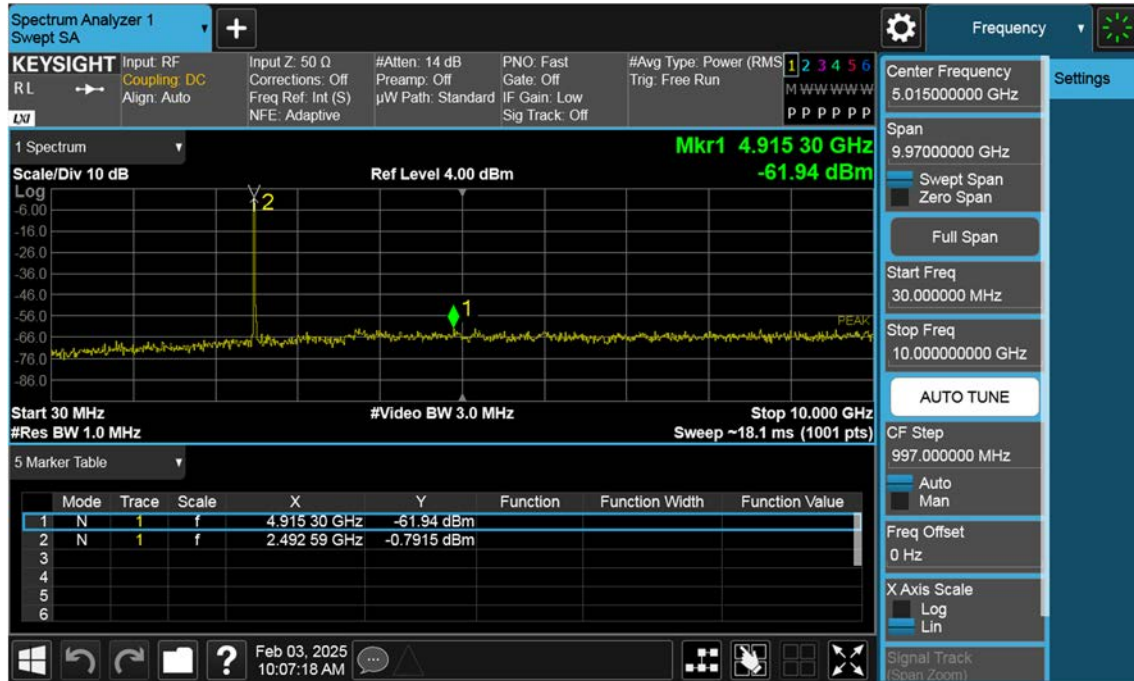 Spectrum Analyzer 1
Swept SA
+
Frequency
KEYSIGHT
RL
LXI
Input: RF
Coupling: DC
Align: Auto
Input Z: 50 Ω
Corrections: Off
Freq Ref: Int (S)
NFE: Adaptive
#Atten: 14 dB
Preamp: Off
µW Path: Standard
PNO: Fast
Gate: Off
IF Gain: Low
Sig Track: Off
#Avg Type: Power (RMS
Trig: Free Run
1 2 3 4 5 6
M W W W W W
P P P P P P
1 Spectrum
Mkr1 4.915 30 GHz
-61.94 dBm
Scale/Div 10 dB
Ref Level 4.00 dBm
Log
-6.00
-16.0
-26.0
-36.0
-46.0
-56.0
-66.0
-76.0
-86.0
2
1
PEAK
Start 30 MHz
#Video BW 3.0 MHz
Stop 10.000 GHz
#Res BW 1.0 MHz
Sweep ~18.1 ms (1001 pts)
5 Marker Table
Mode Trace Scale X Y Function Function Width Function Value
1 N 1 f 4.915 30 GHz -61.94 dBm
2 N 1 f 2.492 59 GHz -0.7915 dBm
3
4
5
6
Feb 03, 2025
10:07:18 AM
?
Center Frequency
5.015000000 GHz
Settings
Span
9.97000000 GHz
Swept Span
Zero Span
Full Span
Start Freq
30.000000 MHz
Stop Freq
10.000000000 GHz
AUTO TUNE
CF Step
997.000000 MHz
Auto
Man
Freq Offset
0 Hz
X Axis Scale
Log
Lin
Signal Track
(Span Zoom)